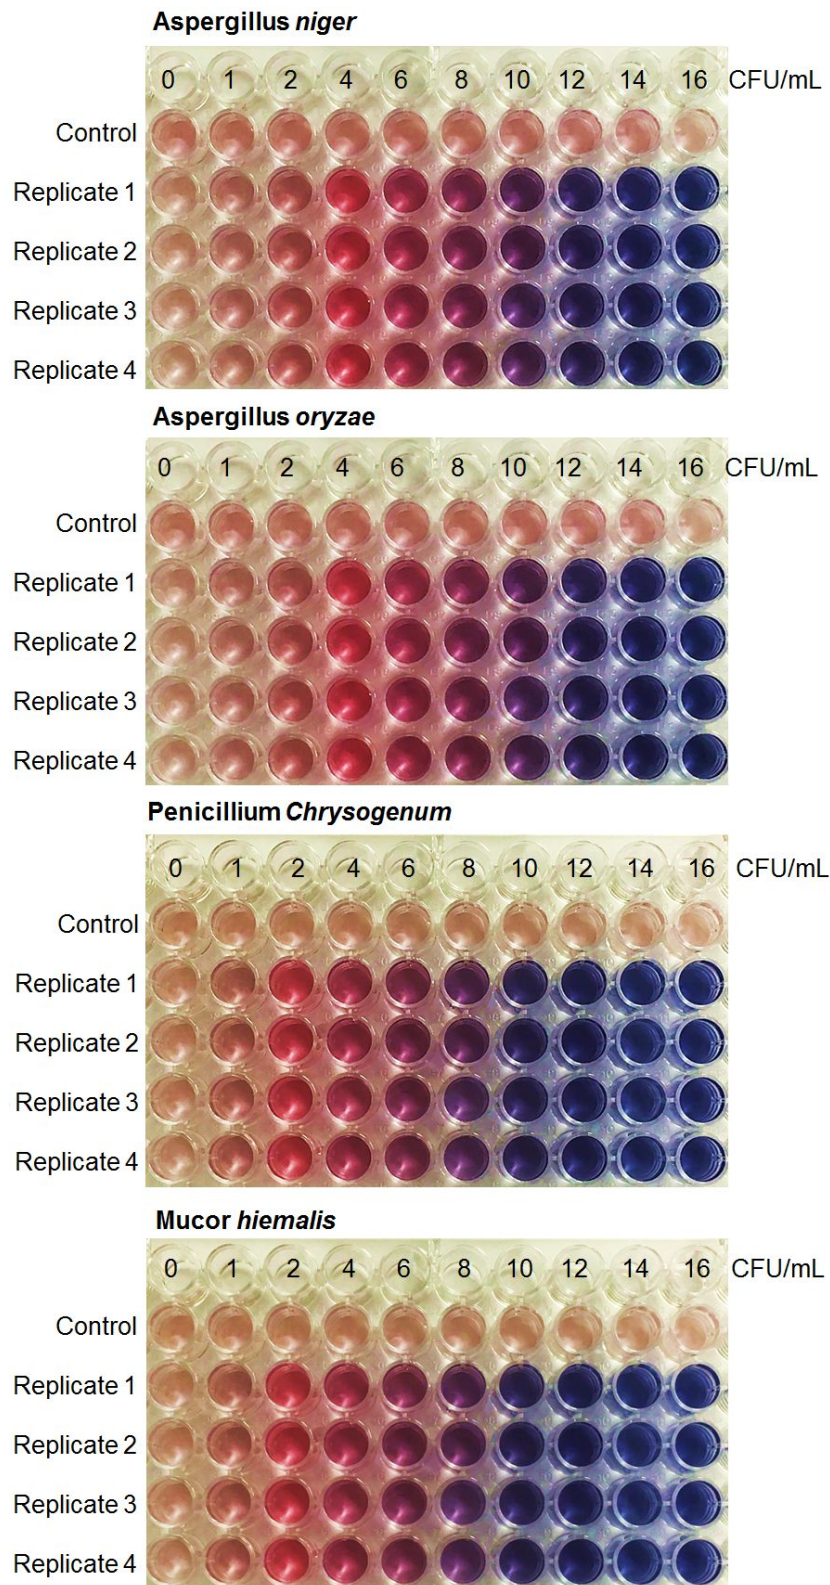 Aspergillus niger
0 1 2 4 6 8 10 12 14 16 CFU/mL
Control
Replicate 1
Replicate 2
Replicate 3
Replicate 4
Aspergillus oryzae
0 1 2 4 6 8 10 12 14 16 CFU/mL
Control
Replicate 1
Replicate 2
Replicate 3
Replicate 4
Penicillium Chrysogenum
0 1 2 4 6 8 10 12 14 16 CFU/mL
Control
Replicate 1
Replicate 2
Replicate 3
Replicate 4
Mucor hiemalis
0 1 2 4 6 8 10 12 14 16 CFU/mL
Control
Replicate 1
Replicate 2
Replicate 3
Replicate 4